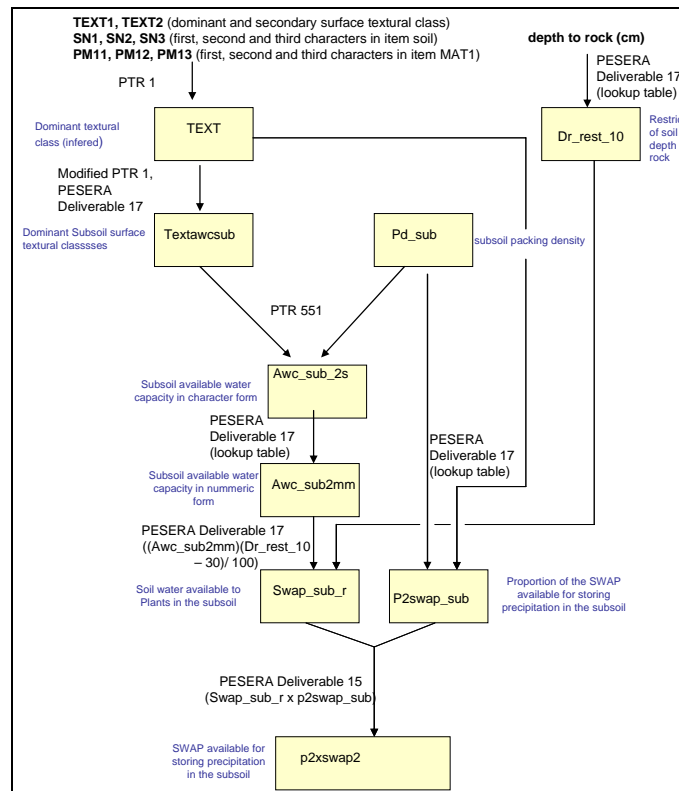 TEXT1, TEXT2 (dominant and secondary surface textural class)
SN1, SN2, SN3 (first, second and third characters in item soil)
PM11, PM12, PM13 (first, second and third characters in item MAT1)
depth to rock (cm)
PTR 1
PESERA
Deliverable 17
(lookup table)
Dominant textural
class (infered)
TEXT
Dr_rest_10
Restric
of soil
depth
rock
Modified PTR 1,
PESERA
Deliverable 17
Dominant Subsoil surface
textural classsses
Textawcsub
Pd_sub
subsoil packing density
PTR 551
Subsoil available water
capacity in character form
Awc_sub_2s
PESERA
Deliverable 17
(lookup table)
PESERA
Deliverable 17
(lookup table)
Subsoil available water
capacity in nummeric
form
Awc_sub2mm
PESERA Deliverable 17
((Awc_sub2mm)(Dr_rest_10
– 30)/ 100)
Soil water available to
Plants in the subsoil
Swap_sub_r
P2swap_sub
Proportion of the SWAP
available for storing
precipitation in the subsoil
PESERA Deliverable 15
(Swap_sub_r x p2swap_sub)
SWAP available for
storing precipitation
in the subsoil
p2xswap2